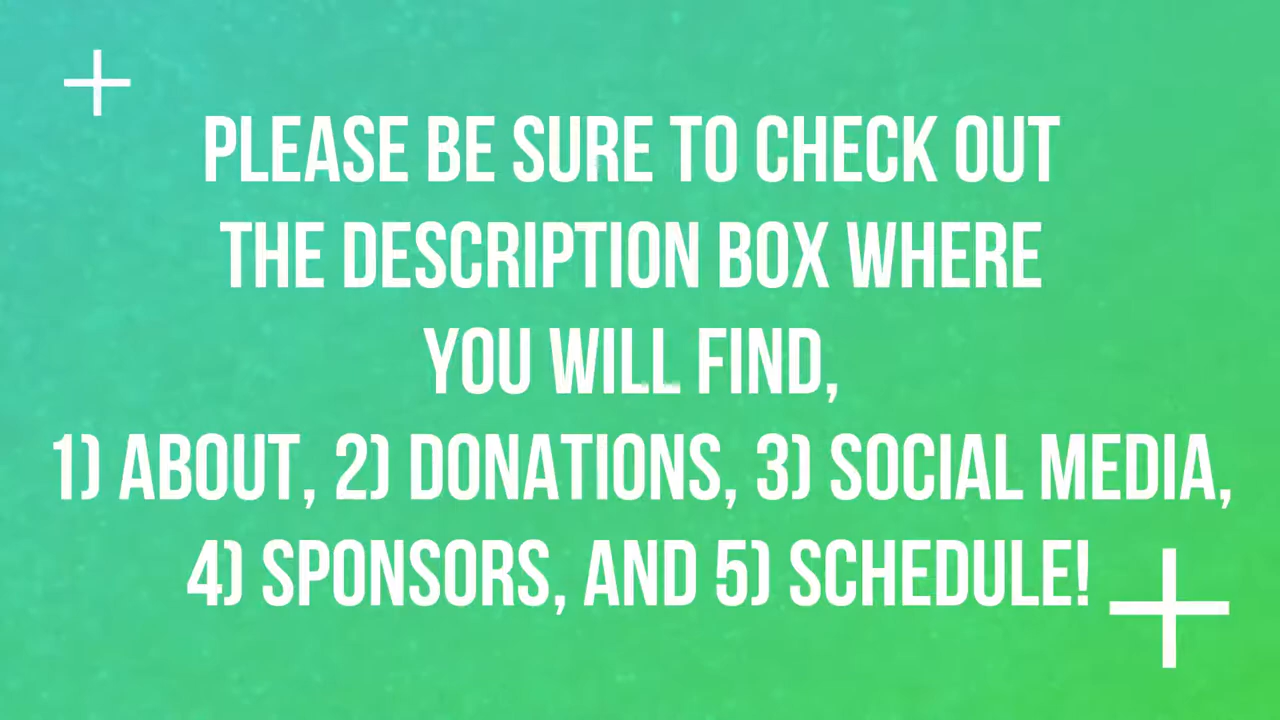 PLEASE BE SURE TO CHECK OUT
THE DESCRIPTION BOX WHERE
YOU WILL FIND,
1) ABOUT, 2) DONATIONS, 3) SOCIAL MEDIA,
4) SPONSORS, AND 5) SCHEDULE!